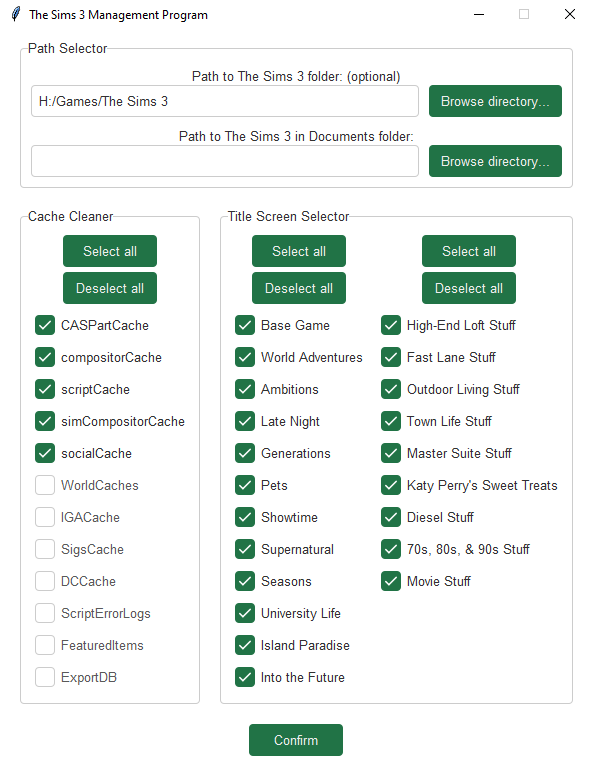 The Sims 3 Management Program
Path Selector
Path to The Sims 3 folder: (optional)
H:/Games/The Sims 3
Browse directory...
Path to The Sims 3 in Documents folder:
Browse directory...
Cache Cleaner
Select all
Deselect all
CASPartCache
compositorCache
scriptCache
simCompositorCache
socialCache
WorldCaches
IGACache
SigsCache
DCCache
ScriptErrorLogs
FeaturedItems
ExportDB
Title Screen Selector
Select all
Deselect all
Base Game
World Adventures
Ambitions
Late Night
Generations
Pets
Showtime
Supernatural
Seasons
University Life
Island Paradise
Into the Future
Select all
Deselect all
High-End Loft Stuff
Fast Lane Stuff
Outdoor Living Stuff
Town Life Stuff
Master Suite Stuff
Katy Perry's Sweet Treats
Diesel Stuff
70s, 80s, & 90s Stuff
Movie Stuff
Confirm